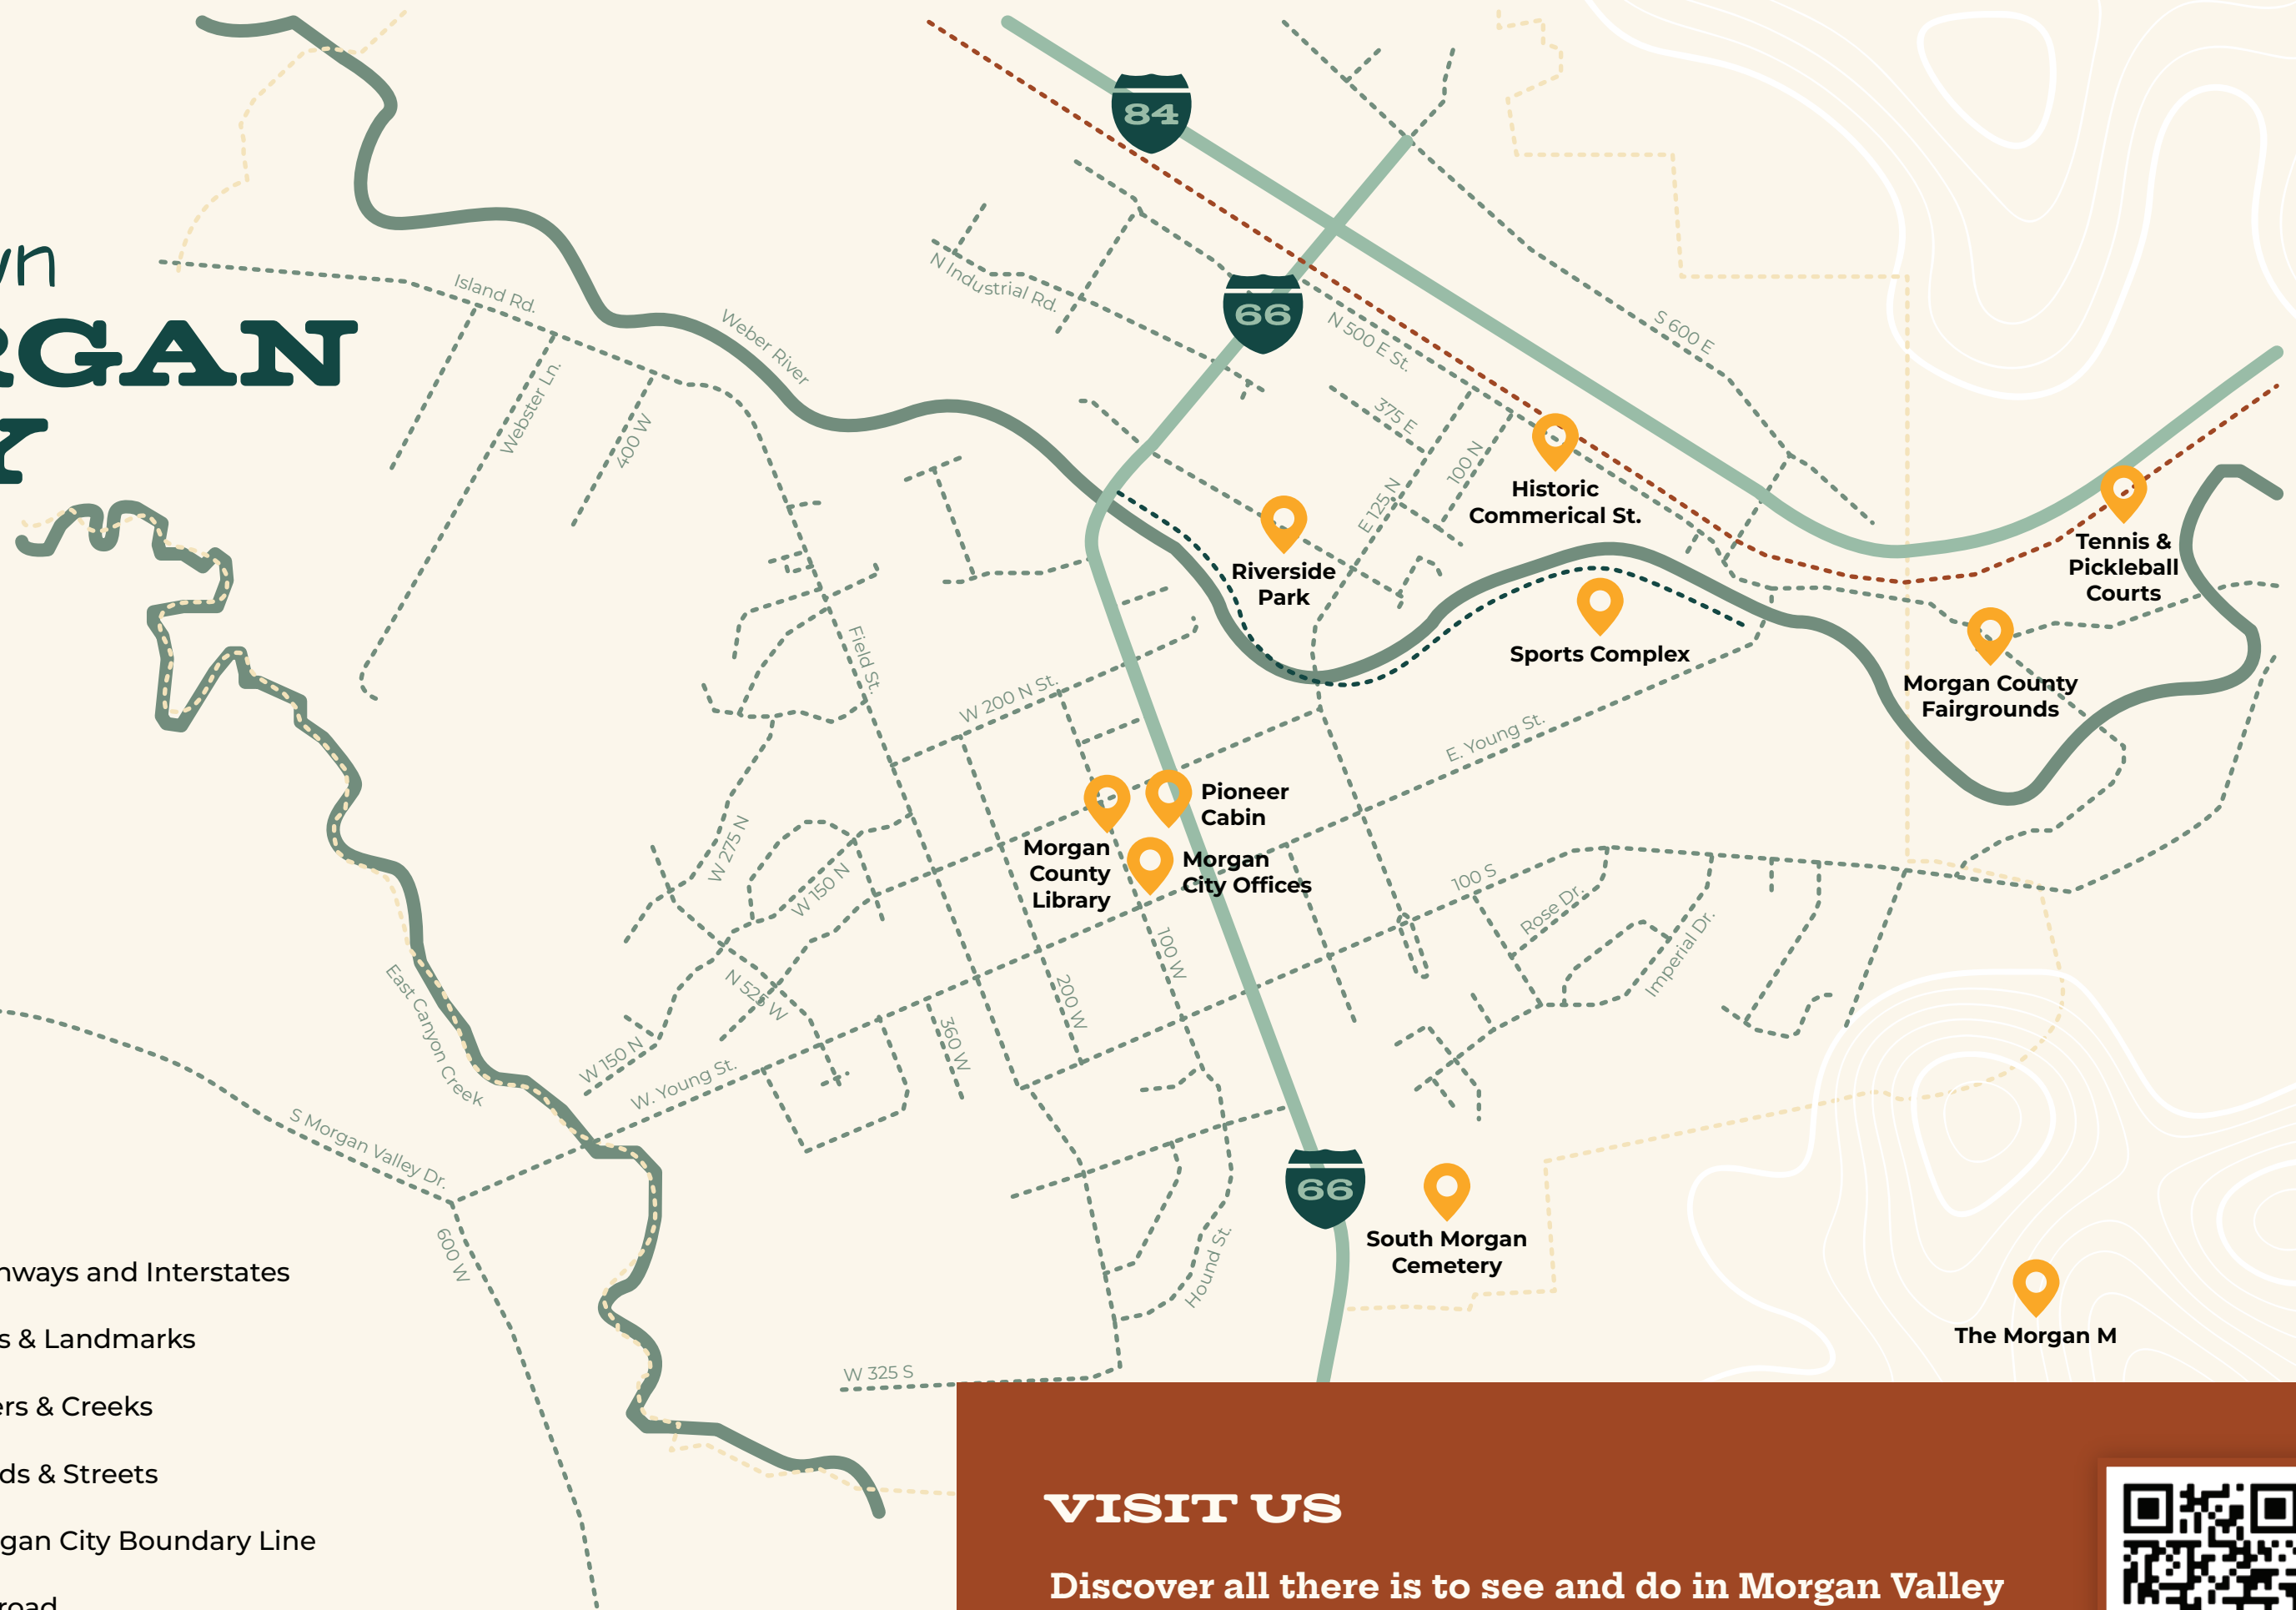 84
66
Island Rd.
Weber River
N Industrial Rd.
N 500 E St.
S 600 E
Webster Ln.
400 W
375 E
100 N
E 125 N
Historic
Commerical St.
Riverside
Park
Sports Complex
Tennis &
Pickleball
Courts
Morgan County
Fairgrounds
Field St.
W 200 N St.
E. Young St.
Pioneer
Cabin
Morgan
County
Library
Morgan
City Offices
W 275 N
W 150 N
100 S
Rose Dr.
Imperial Dr.
100 W
200 W
N 525 W
360 W
W 150 N
W. Young St.
East Canyon Creek
S Morgan Valley Dr.
600 W
66
South Morgan
Cemetery
Hound St.
The Morgan M
W 325 S
wn
RGAN
Y
hways and Interstates
s & Landmarks
ers & Creeks
ds & Streets
gan City Boundary Line
road
VISIT US
Discover all there is to see and do in Morgan Valley